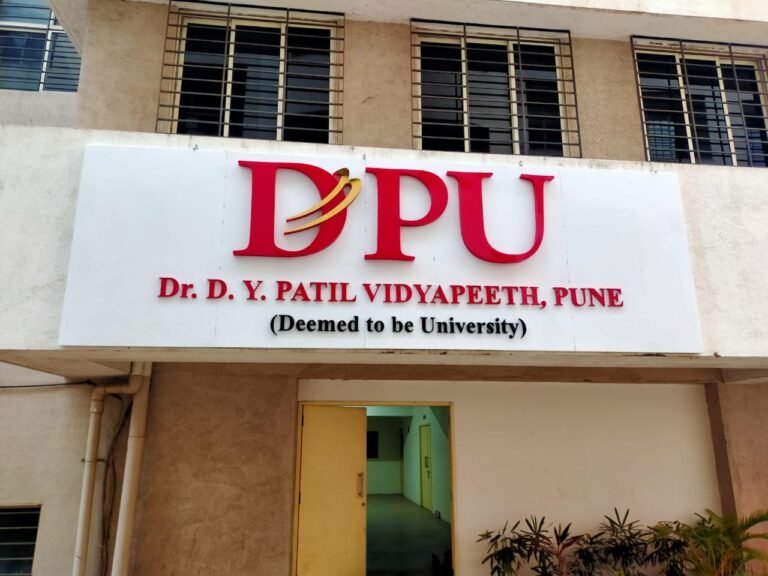 DPU
Dr. D. Y. PATIL VIDYAPEETH, PUNE
(Deemed to be University)